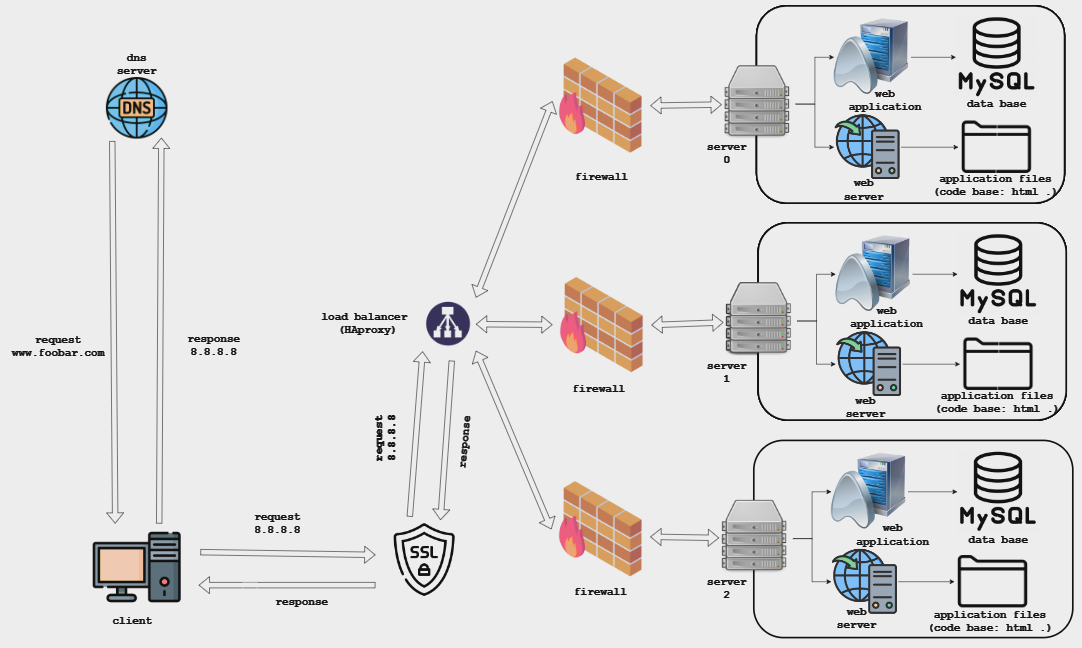 dns
server
DNS
request
www.foobar.com
response
8.8.8.8
client
request
8.8.8.8
response
SSL
request
8.8.8.8
response
load balancer
(HAproxy)
firewall
server
0
web
application
MySQL
data base
web
server
application files
(code base: html .)
firewall
server
1
web
application
MySQL
data base
web
server
application files
(code base: html .)
firewall
server
2
web
application
MySQL
data base
web
server
application files
(code base: html .)